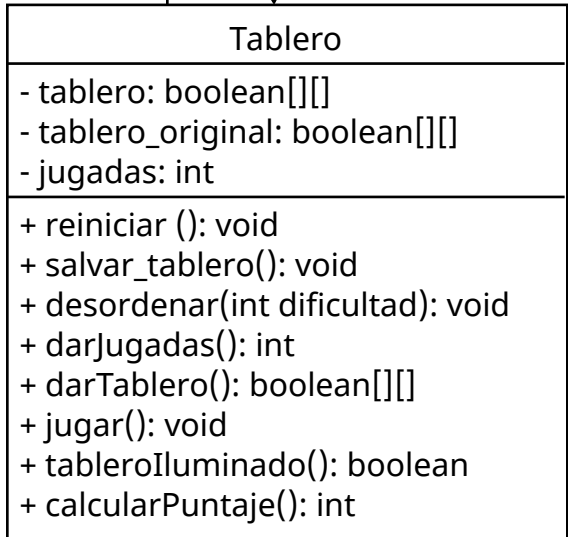 Tablero
- tablero: boolean[][]
- tablero_original: boolean[][]
- jugadas: int
+ reiniciar (): void
+ salvar_tablero(): void
+ desordenar(int dificultad): void
+ darJugadas(): int
+ darTablero(): boolean[][]
+ jugar(): void
+ tableroIluminado(): boolean
+ calcularPuntaje(): int